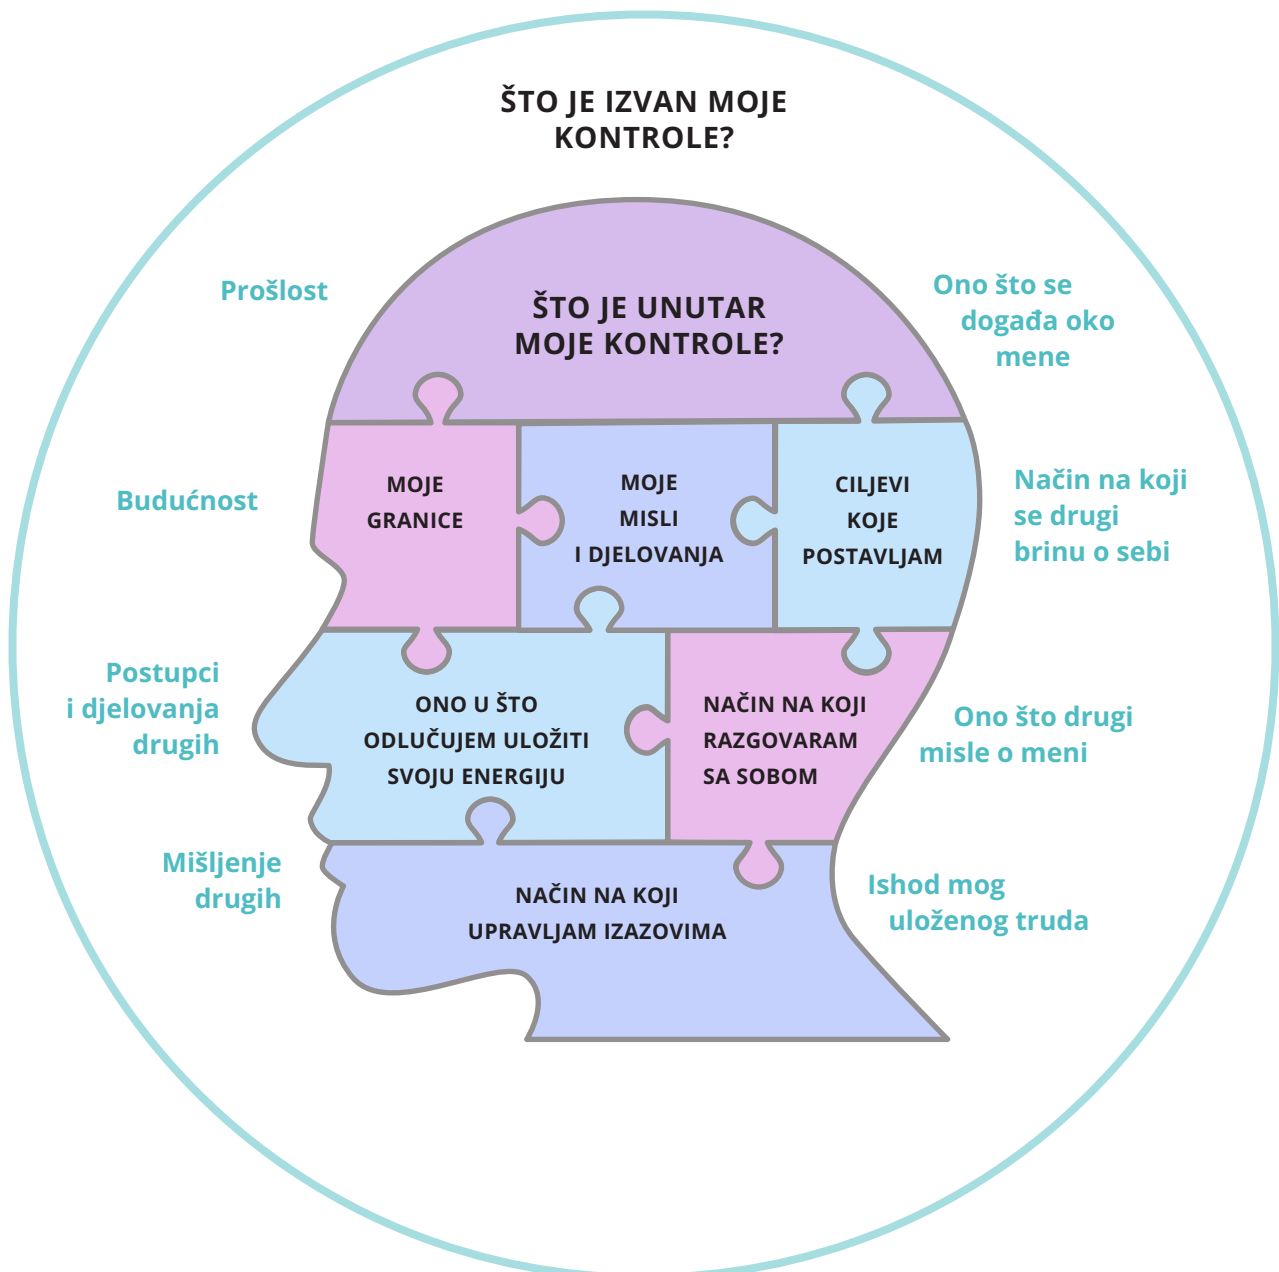 ŠTO JE IZVAN MOJE
KONTROLE?
Prošlost
Ono što se
događa oko
mene
ŠTO JE UNUTAR
MOJE KONTROLE?
Budućnost
MOJE
GRANICE
MOJE
MISLI
I DJELOVANJA
CILJEVI
KOJE
POSTAVLJAM
Način na koji
se drugi
brinu o sebi
Postupci
i djelovanja
drugih
ONO U ŠTO
ODLUČUJEM ULOŽITI
SVOJU ENERGIJU
NAČIN NA KOJI
RAZGOVARAM
SA SOBOM
Ono što drugi
misle o meni
Mišljenje
drugih
NAČIN NA KOJI
UPRAVLJAM IZAZOVIMA
Ishod mog
uloženog truda